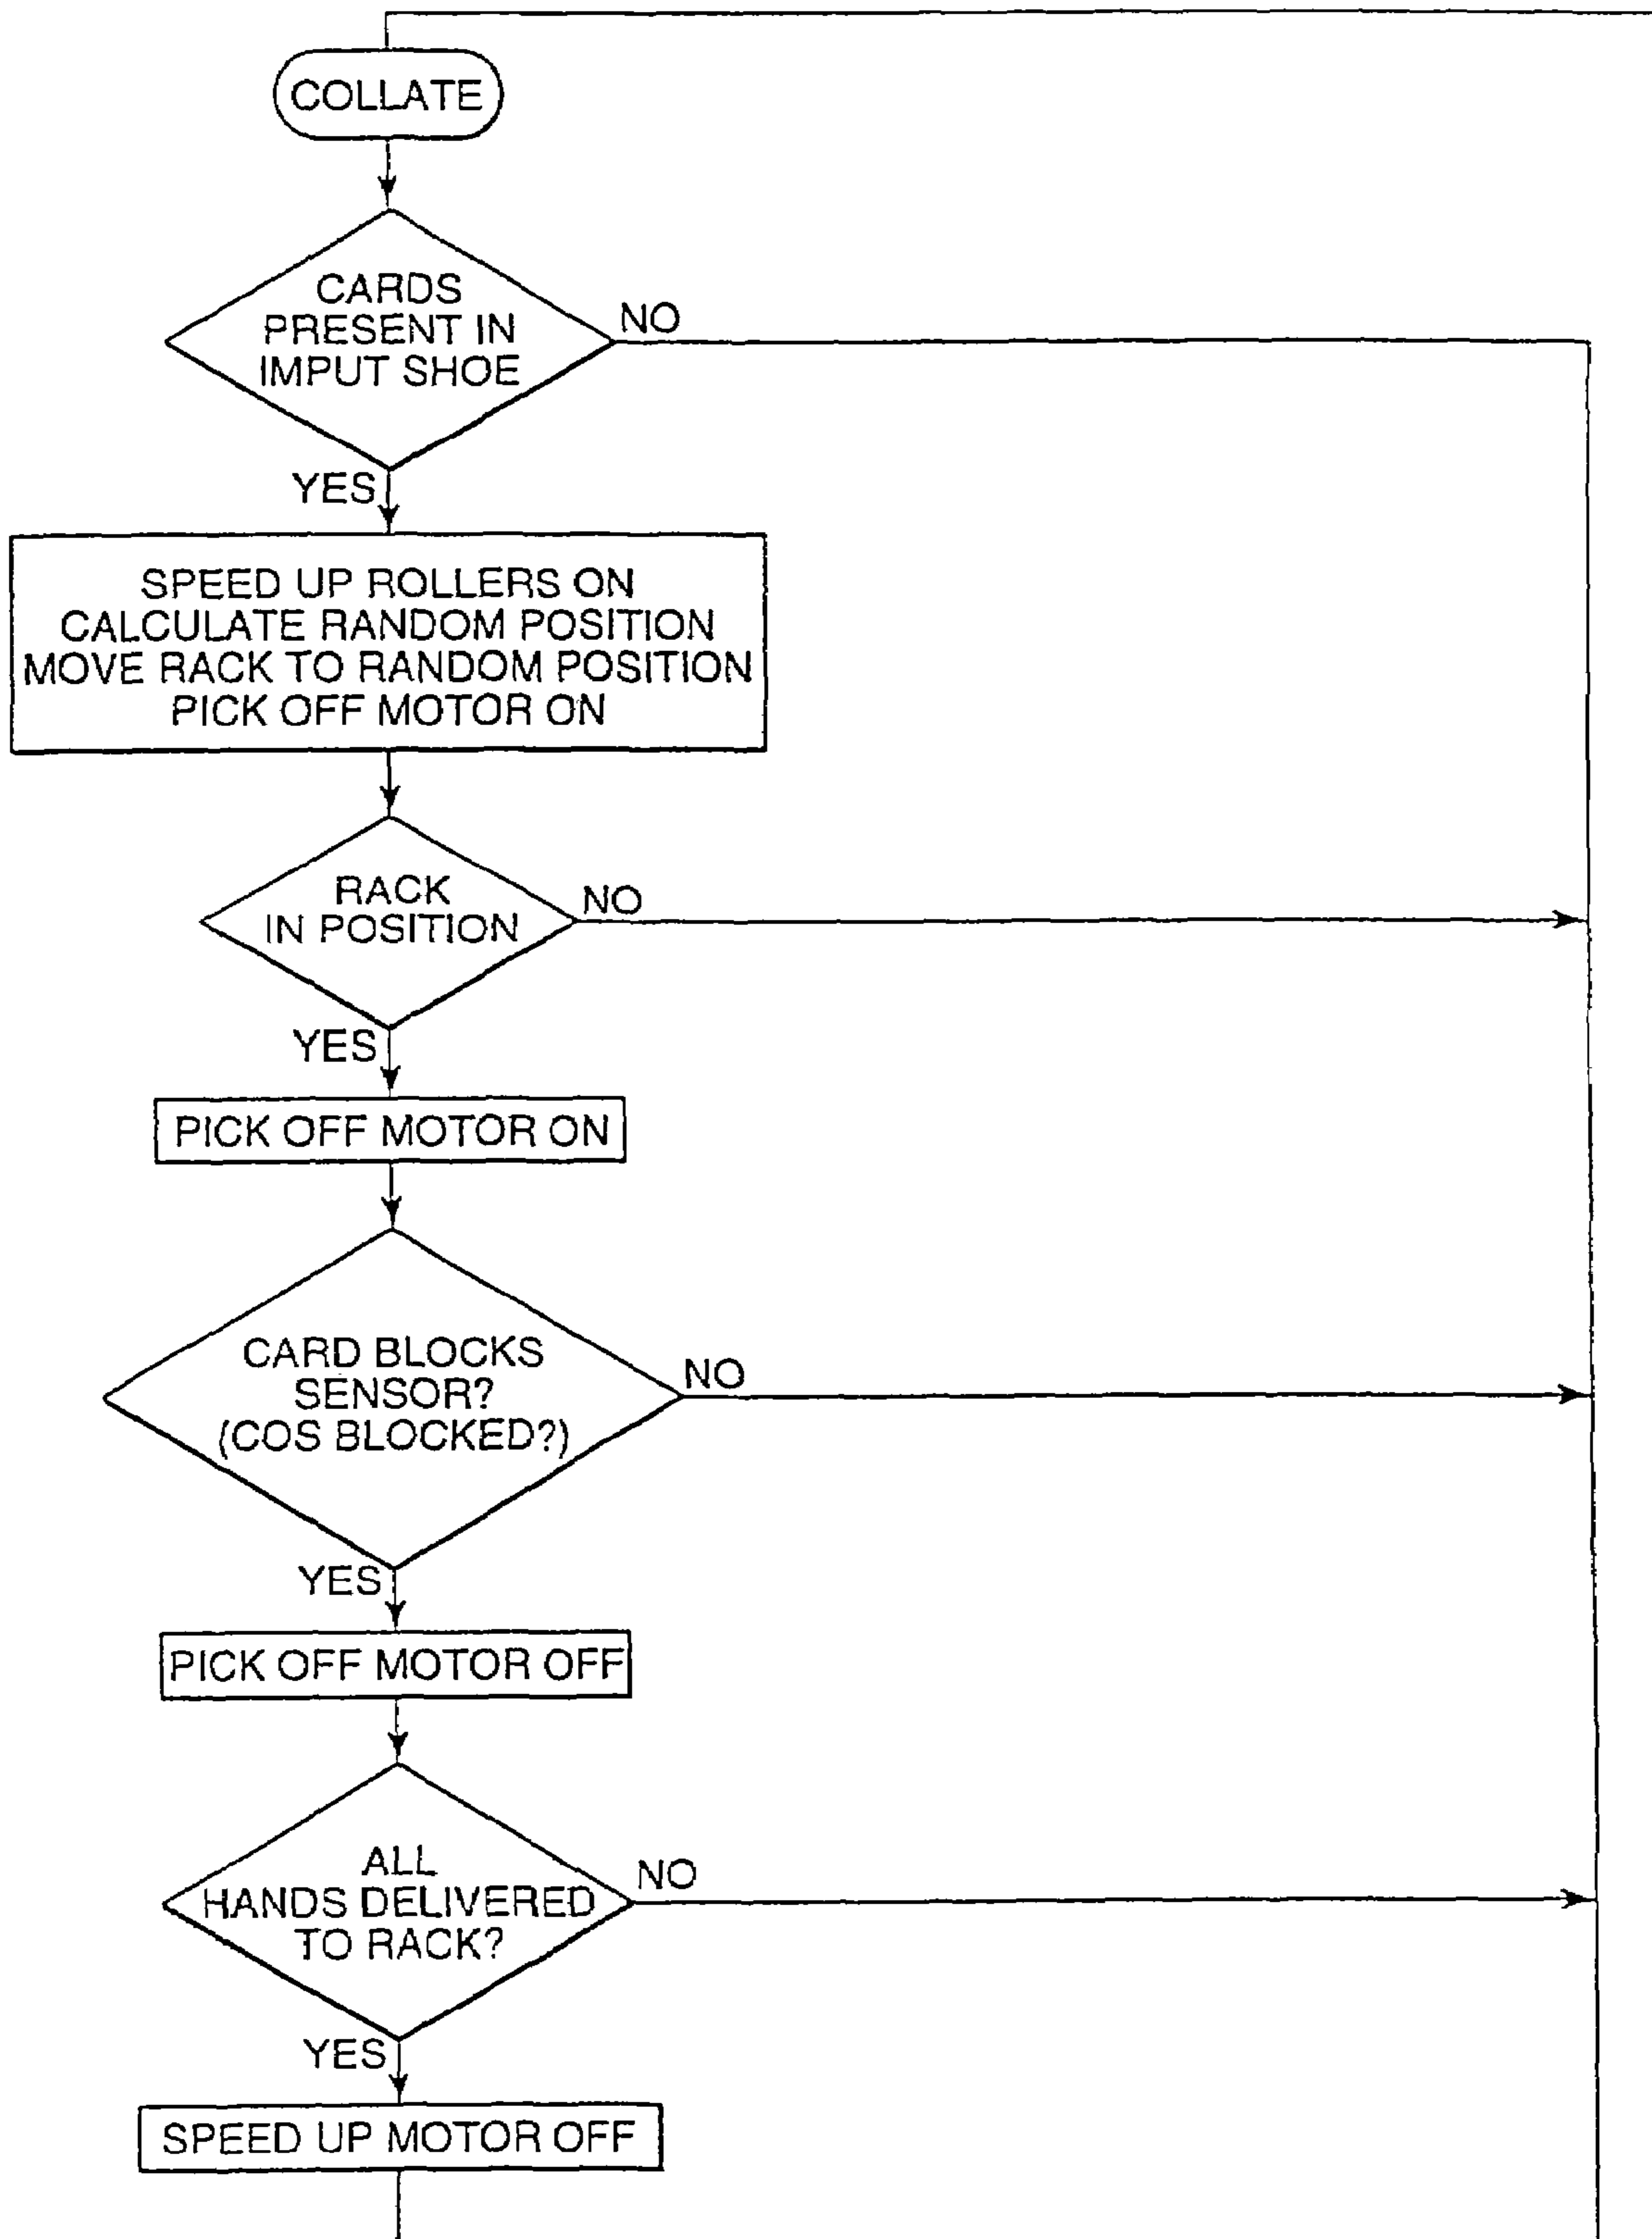 COLLATE
CARDS
PRESENT IN
IMPUT SHOE
NO
YES
SPEED UP ROLLERS ON
CALCULATE RANDOM POSITION
MOVE RACK TO RANDOM POSITION
PICK OFF MOTOR ON
RACK
IN POSITION
NO
YES
PICK OFF MOTOR ON
CARD BLOCKS
SENSOR?
(COS BLOCKED?)
NO
YES
PICK OFF MOTOR OFF
ALL
HANDS DELIVERED
TO RACK?
NO
YES
SPEED UP MOTOR OFF